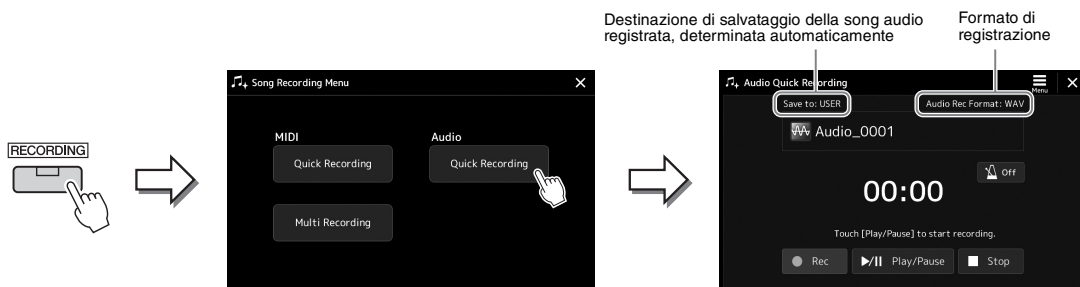 Destinazione di salvataggio della song audio
registrata, determinata automaticamente
Formato di
registrazione
RECORDING
Song Recording Menu
MIDI
Audio
Quick Recording
Quick Recording
Multi Recording
Audio Quick Recording
Menu
Save to: USER
Audio Rec Format: WAV
Audio_0001
Off
00:00
Touch [Play/Pause] to start recording.
Rec
Play/Pause
Stop